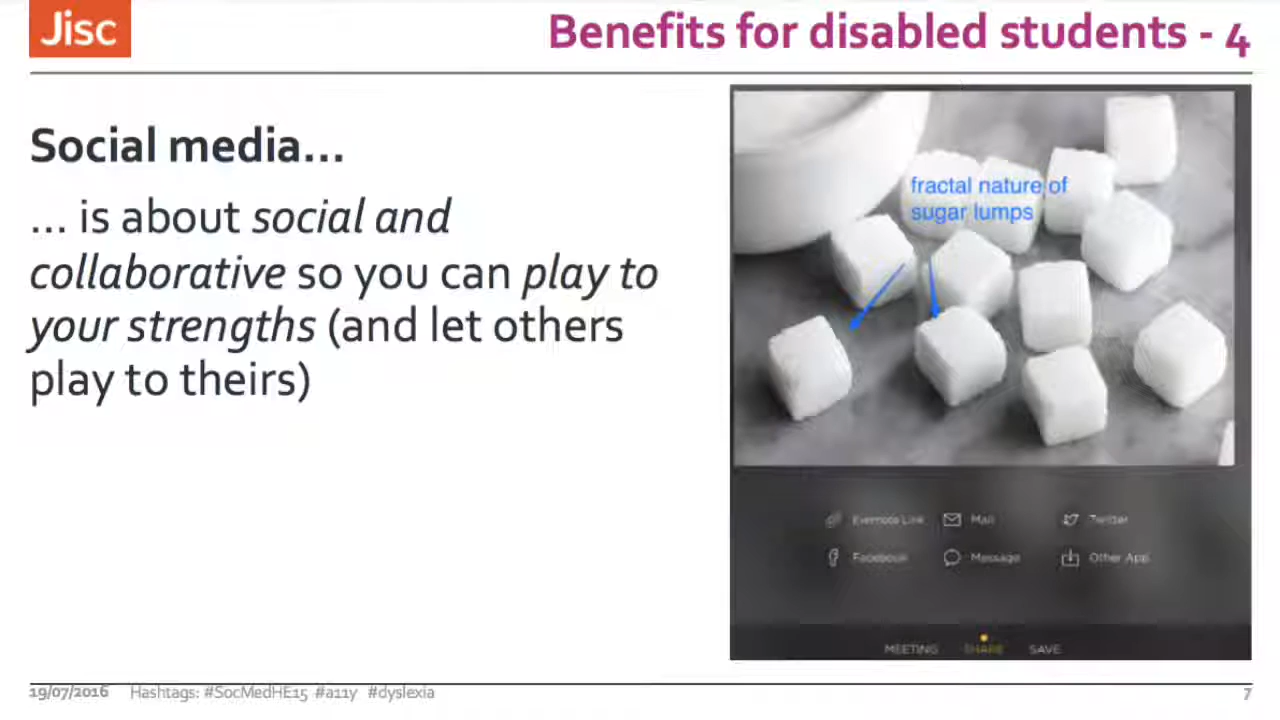 Jisc
Benefits for disabled students - 4
Social media...
... is about social and
collaborative so you can play to
your strengths (and let others
play to theirs)
fractal nature of
sugar lumps
Evernote Link Mail Twitter
Facebook Message Other App
MEETING SHARE SAVE
19/07/2016 Hashtags: #SocMedHE15 #a11y #dyslexia 7